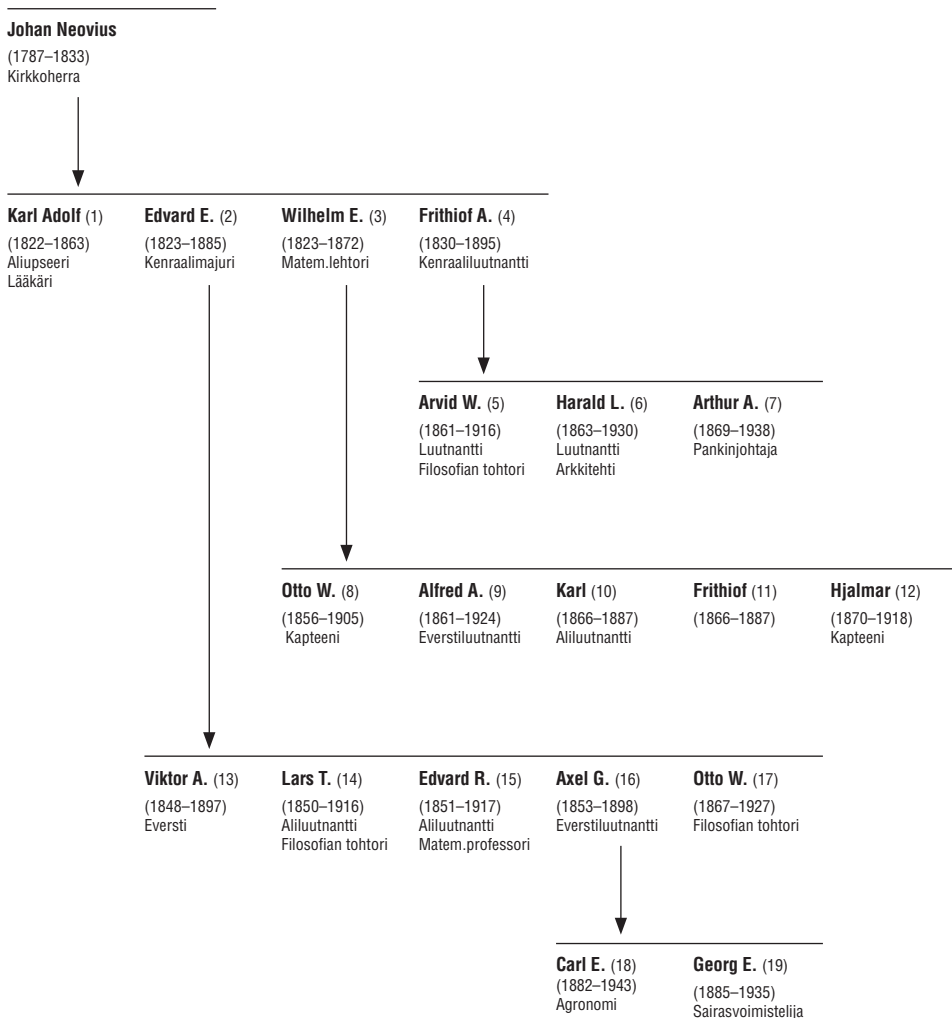 Johan Neovius
(1787–1833)
Kirkkoherra
Karl Adolf (1)
(1822–1863)
Aliupseeri
Lääkäri
Edvard E. (2)
(1823–1885)
Kenraalimajuri
Wilhelm E. (3)
(1823–1872)
Matem.lehtori
Frithiof A. (4)
(1830–1895)
Kenraaliluutnantti
Arvid W. (5)
(1861–1916)
Luutnantti
Filosofian tohtori
Harald L. (6)
(1863–1930)
Luutnantti
Arkkitehti
Arthur A. (7)
(1869–1938)
Pankinjohtaja
Otto W. (8)
(1856–1905)
Kapteeni
Alfred A. (9)
(1861–1924)
Everstiluutnantti
Karl (10)
(1866–1887)
Aliluutnantti
Frithiof (11)
(1866–1887)
Hjalmar (12)
(1870–1918)
Kapteeni
Viktor A. (13)
(1848–1897)
Eversti
Lars T. (14)
(1850–1916)
Aliluutnantti
Filosofian tohtori
Edvard R. (15)
(1851–1917)
Aliluutnantti
Matem.professori
Axel G. (16)
(1853–1898)
Everstiluutnantti
Otto W. (17)
(1867–1927)
Filosofian tohtori
Carl E. (18)
(1882–1943)
Agronomi
Georg E. (19)
(1885–1935)
Sairasvoimistelija